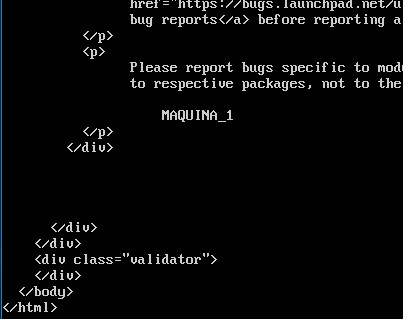 href="https://bugs.launchpad.net/u
bug reports</a> before reporting a
</p>
<p>
Please report bugs specific to modu
to respective packages, not to the
MAQUINA_1
</p>
</div>
</div>
</div>
<div class="validator">
</div>
</body>
</html>